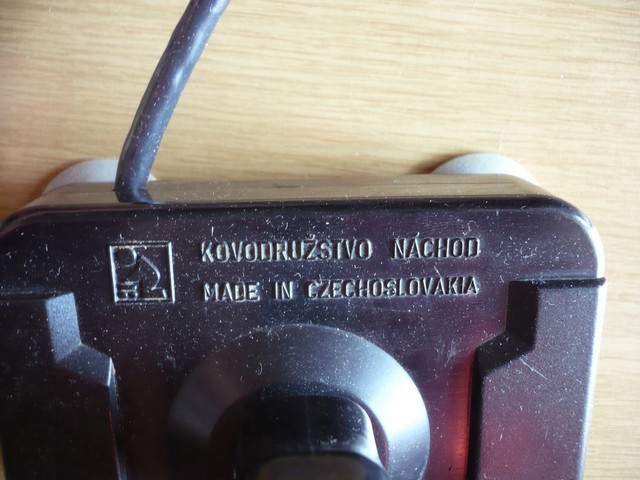 KOVODRUŽSTVO NÁCHOD
MADE IN CZECHOSLOVAKIA